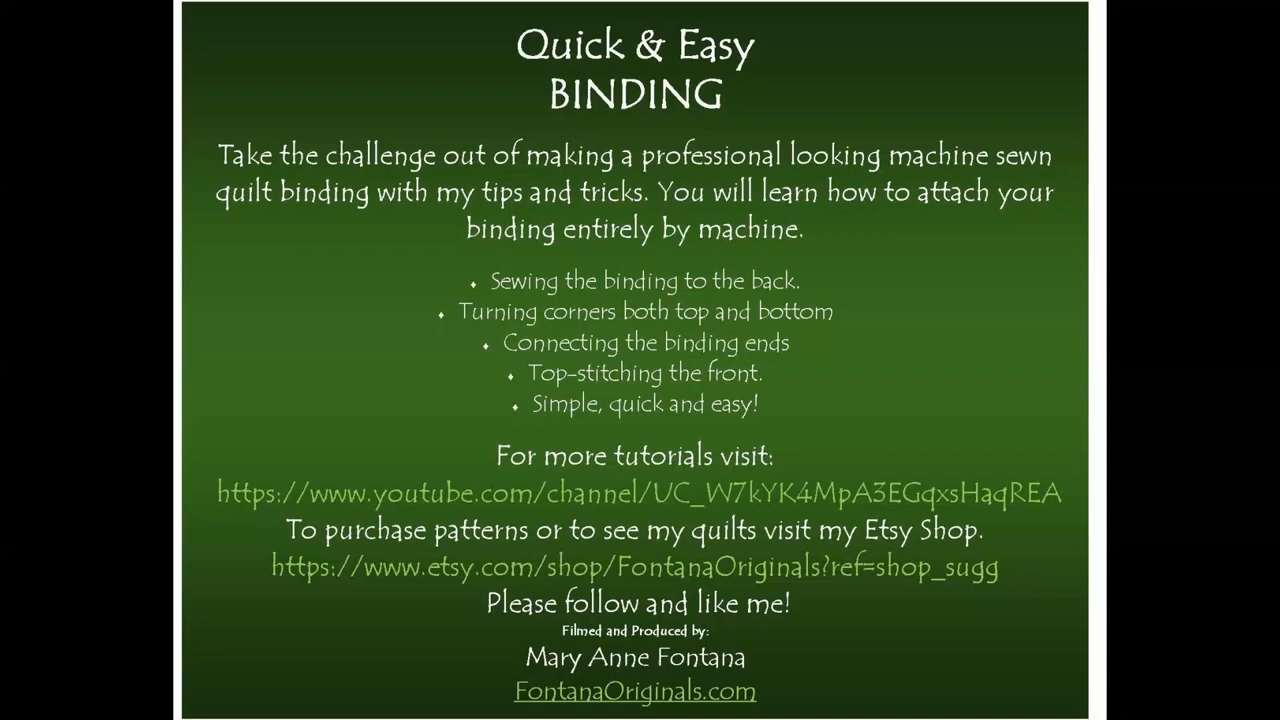 Quick & Easy
BINDING
Take the challenge out of making a professional looking machine sewn
quilt binding with my tips and tricks. You will learn how to attach your
binding entirely by machine.
⬧ Sewing the binding to the back.
⬧ Turning corners both top and bottom
⬧ Connecting the binding ends
⬧ Top-stitching the front.
⬧ Simple, quick and easy!
For more tutorials visit:
https://www.youtube.com/channel/UC_W7kYK4MpA3EGqxsHaqREA
To purchase patterns or to see my quilts visit my Etsy Shop.
https://www.etsy.com/shop/FontanaOriginals?ref=shop_sugg
Please follow and like me!
Filmed and Produced by:
Mary Anne Fontana
FontanaOriginals.com